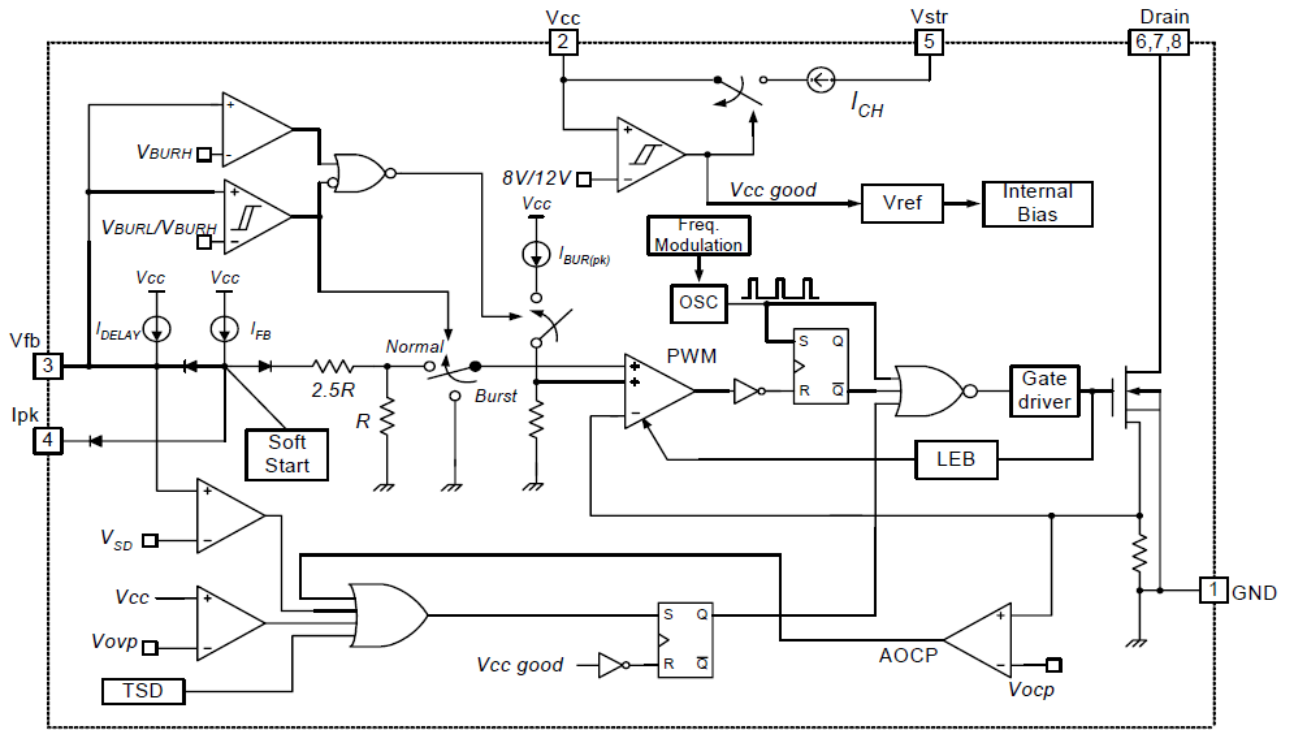 Vcc
2
Vstr
5
Drain
6,7,8
I_CH
+
VBURH
-
+
VBURL/VBURH
−
+
8V/12V
−
Vcc good
Vref
Internal
Bias
Vcc
IBUR(pk)
Freq.
Modulation
OSC
Vcc
Vcc
IDELAY
IFB
Vfb
3
Normal
2.5R
R
Burst
PWM
+
+
−
S
Q
R
Q
Gate
driver
LEB
Ipk
4
Soft
Start
+
VSD
−
Vcc
+
Vovp
−
TSD
S
Q
R
Q
Vcc good
AOCP
+
−
Vocp
1
GND